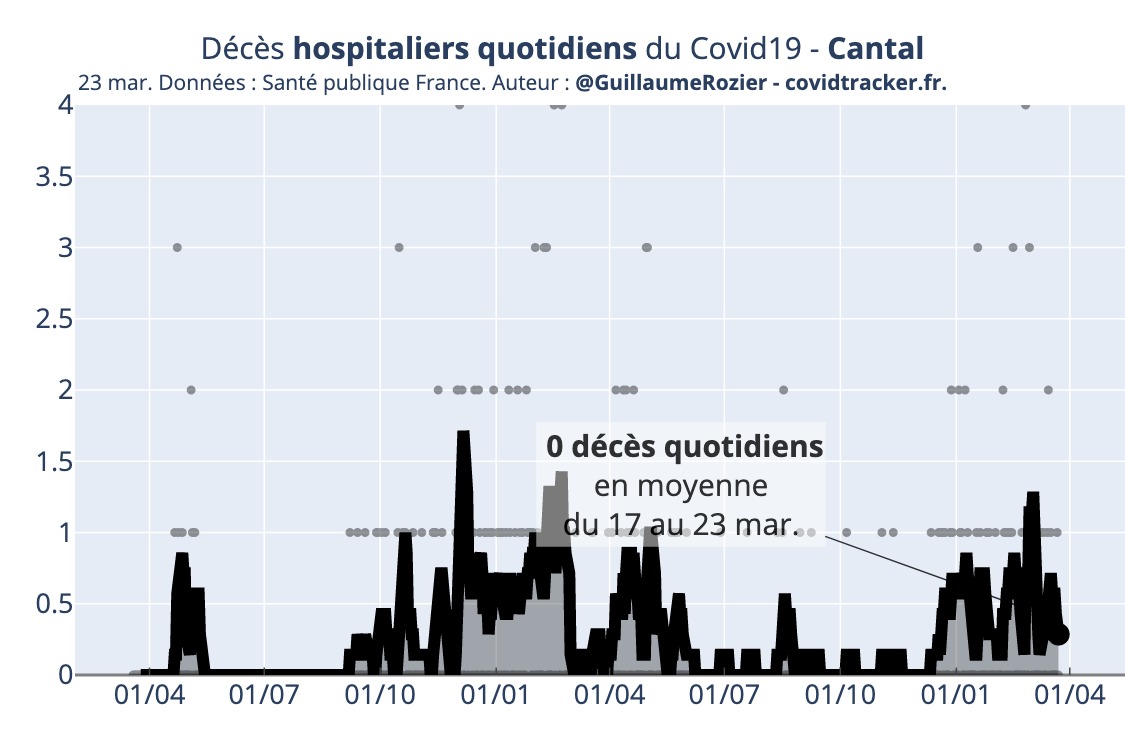 Décès hospitaliers quotidiens du Covid19 - Cantal
23 mar. Données : Santé publique France. Auteur : @GuillaumeRozier - covidtracker.fr.
4
3.5
3
2.5
2
1.5
1
0.5
0
0 décès quotidiens
en moyenne
du 17 au 23 mar.
01/04 01/07 01/10 01/01 01/04 01/07 01/10 01/01 01/04